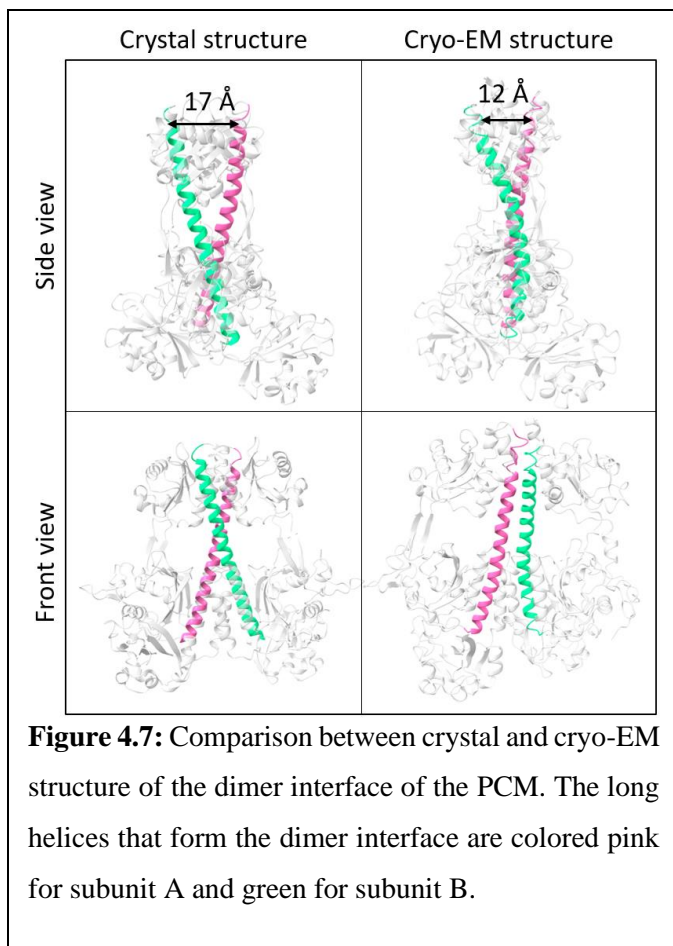 Crystal structure
Cryo-EM structure
Side view
17 Å
12 Å
Front view
Figure 4.7: Comparison between crystal and cryo-EM
structure of the dimer interface of the PCM. The long
helices that form the dimer interface are colored pink
for subunit A and green for subunit B.